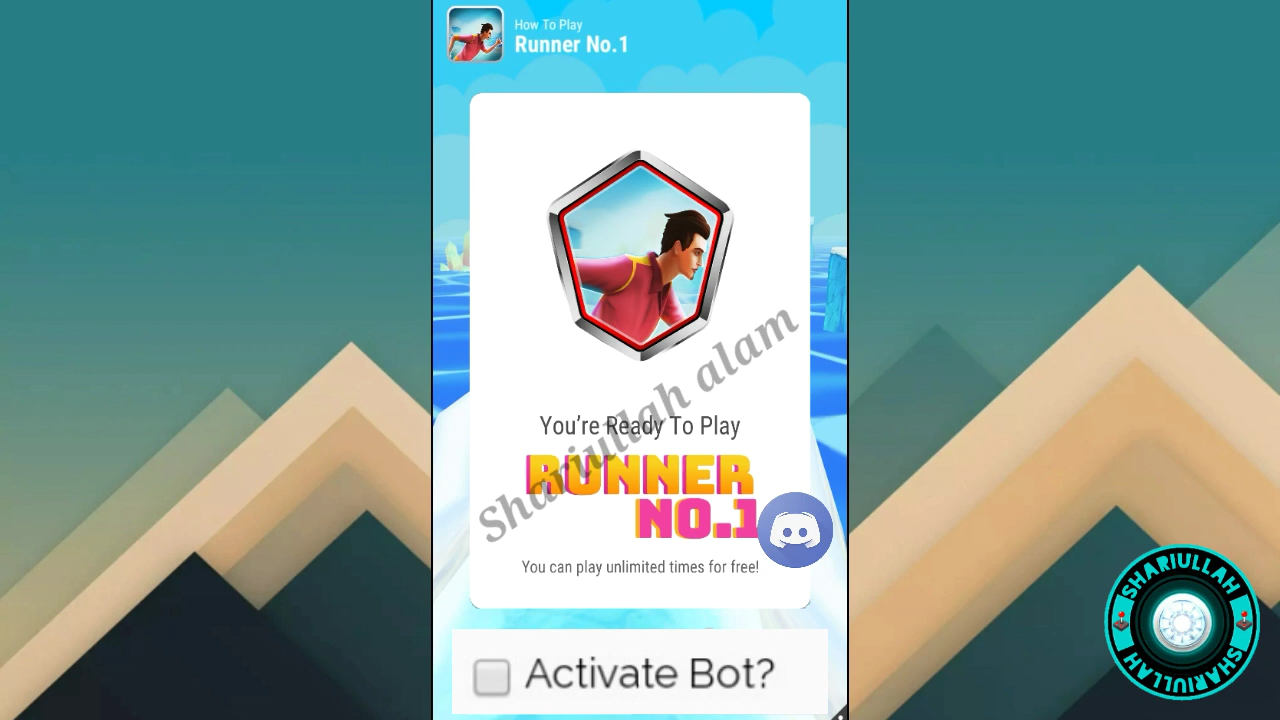 How To Play
Runner No.1
You're Ready To Play
RUNNER
NO.1
Shariullah alam
You can play unlimited times for free!
Activate Bot?
SHARIULLAH
SHARIULLAH